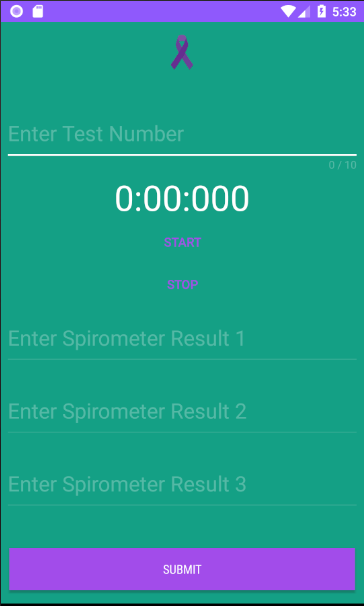 5:33
Enter Test Number
0 / 10
0:00:000
START
STOP
Enter Spirometer Result 1
Enter Spirometer Result 2
Enter Spirometer Result 3
SUBMIT